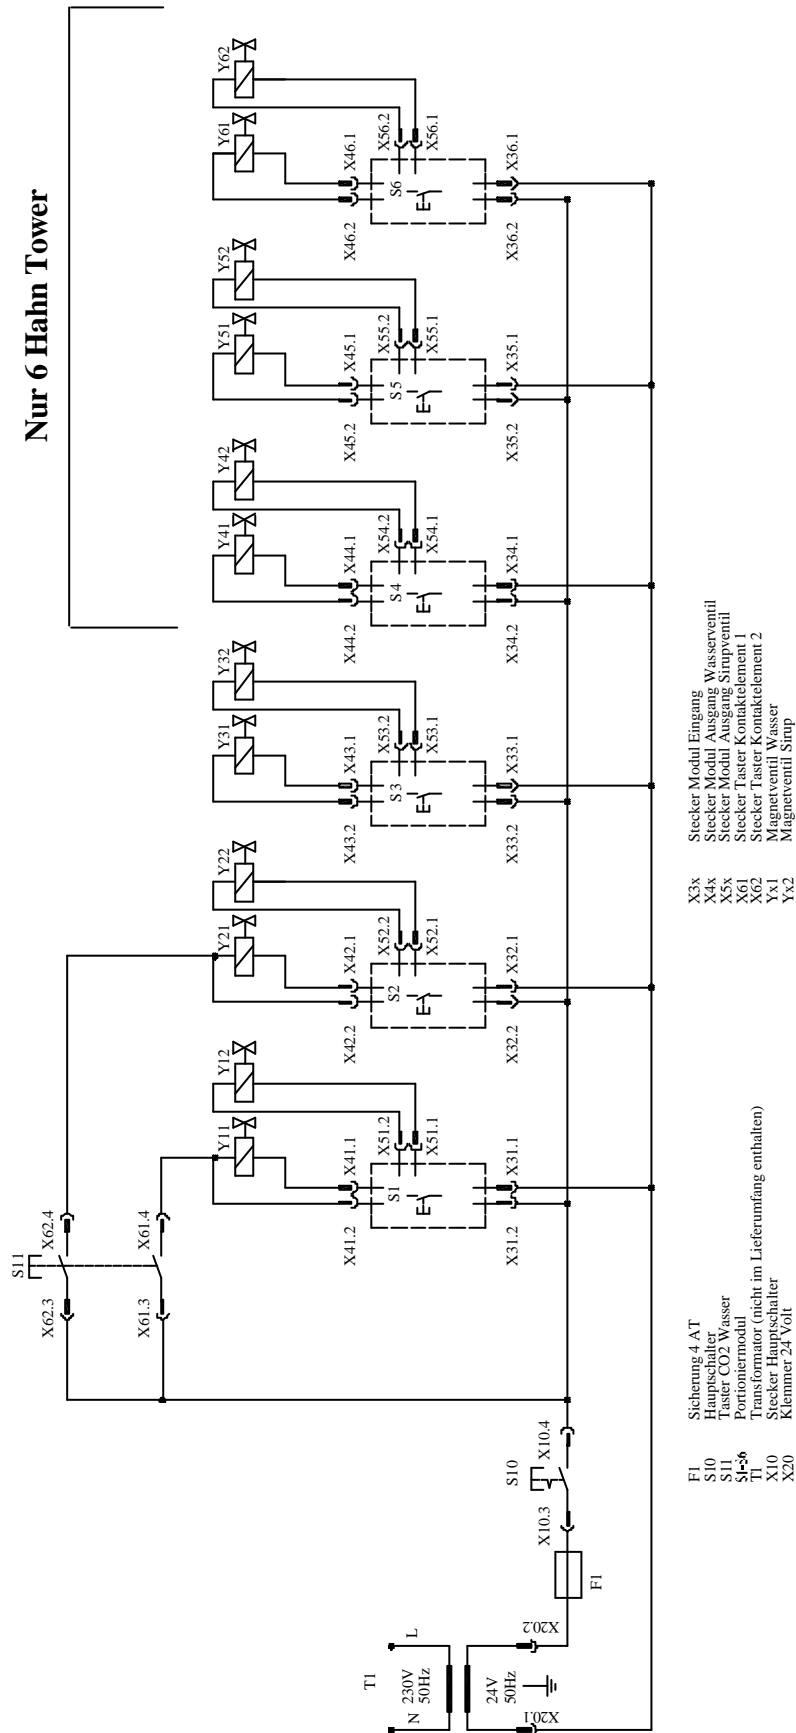 Nur 6 Hahn Tower
S11
X62.3
X62.4
X61.3
X61.4
Y11
Y12
Y21
Y22
Y31
Y32
Y41
Y42
Y51
Y52
Y61
Y62
X41.2
X41.1
X51.2
X51.1
S1
X31.2
X31.1
X42.2
X42.1
X52.2
X52.1
S2
X32.2
X32.1
X43.2
X43.1
X53.2
X53.1
S3
X33.2
X33.1
X44.2
X44.1
X54.2
X54.1
S4
X34.2
X34.1
X45.2
X45.1
X55.2
X55.1
S5
X35.2
X35.1
X46.2
X46.1
X56.2
X56.1
S6
X36.2
X36.1
T1
N
L
230V
50Hz
24V
50Hz
X20.1
X20.2
F1
X10.3
S10
X10.4
F1 Sicherung 4 AT
S10 Hauptschalter
S11 Taster CO2 Wasser
S1-S6 Portioniermodul
T1 Transformator (nicht im Lieferumfang enthalten)
X10 Stecker Hauptschalter
X20 Klemmer 24 Volt
X3x Stecker Modul Eingang
X4x Stecker Modul Ausgang Wasserventil
X5x Stecker Modul Ausgang Sirupventil
X61 Stecker Taster Kontaktelement 1
X62 Stecker Taster Kontaktelement 2
Yx1 Magnetventil Wasser
Yx2 Magnetventil Sirup